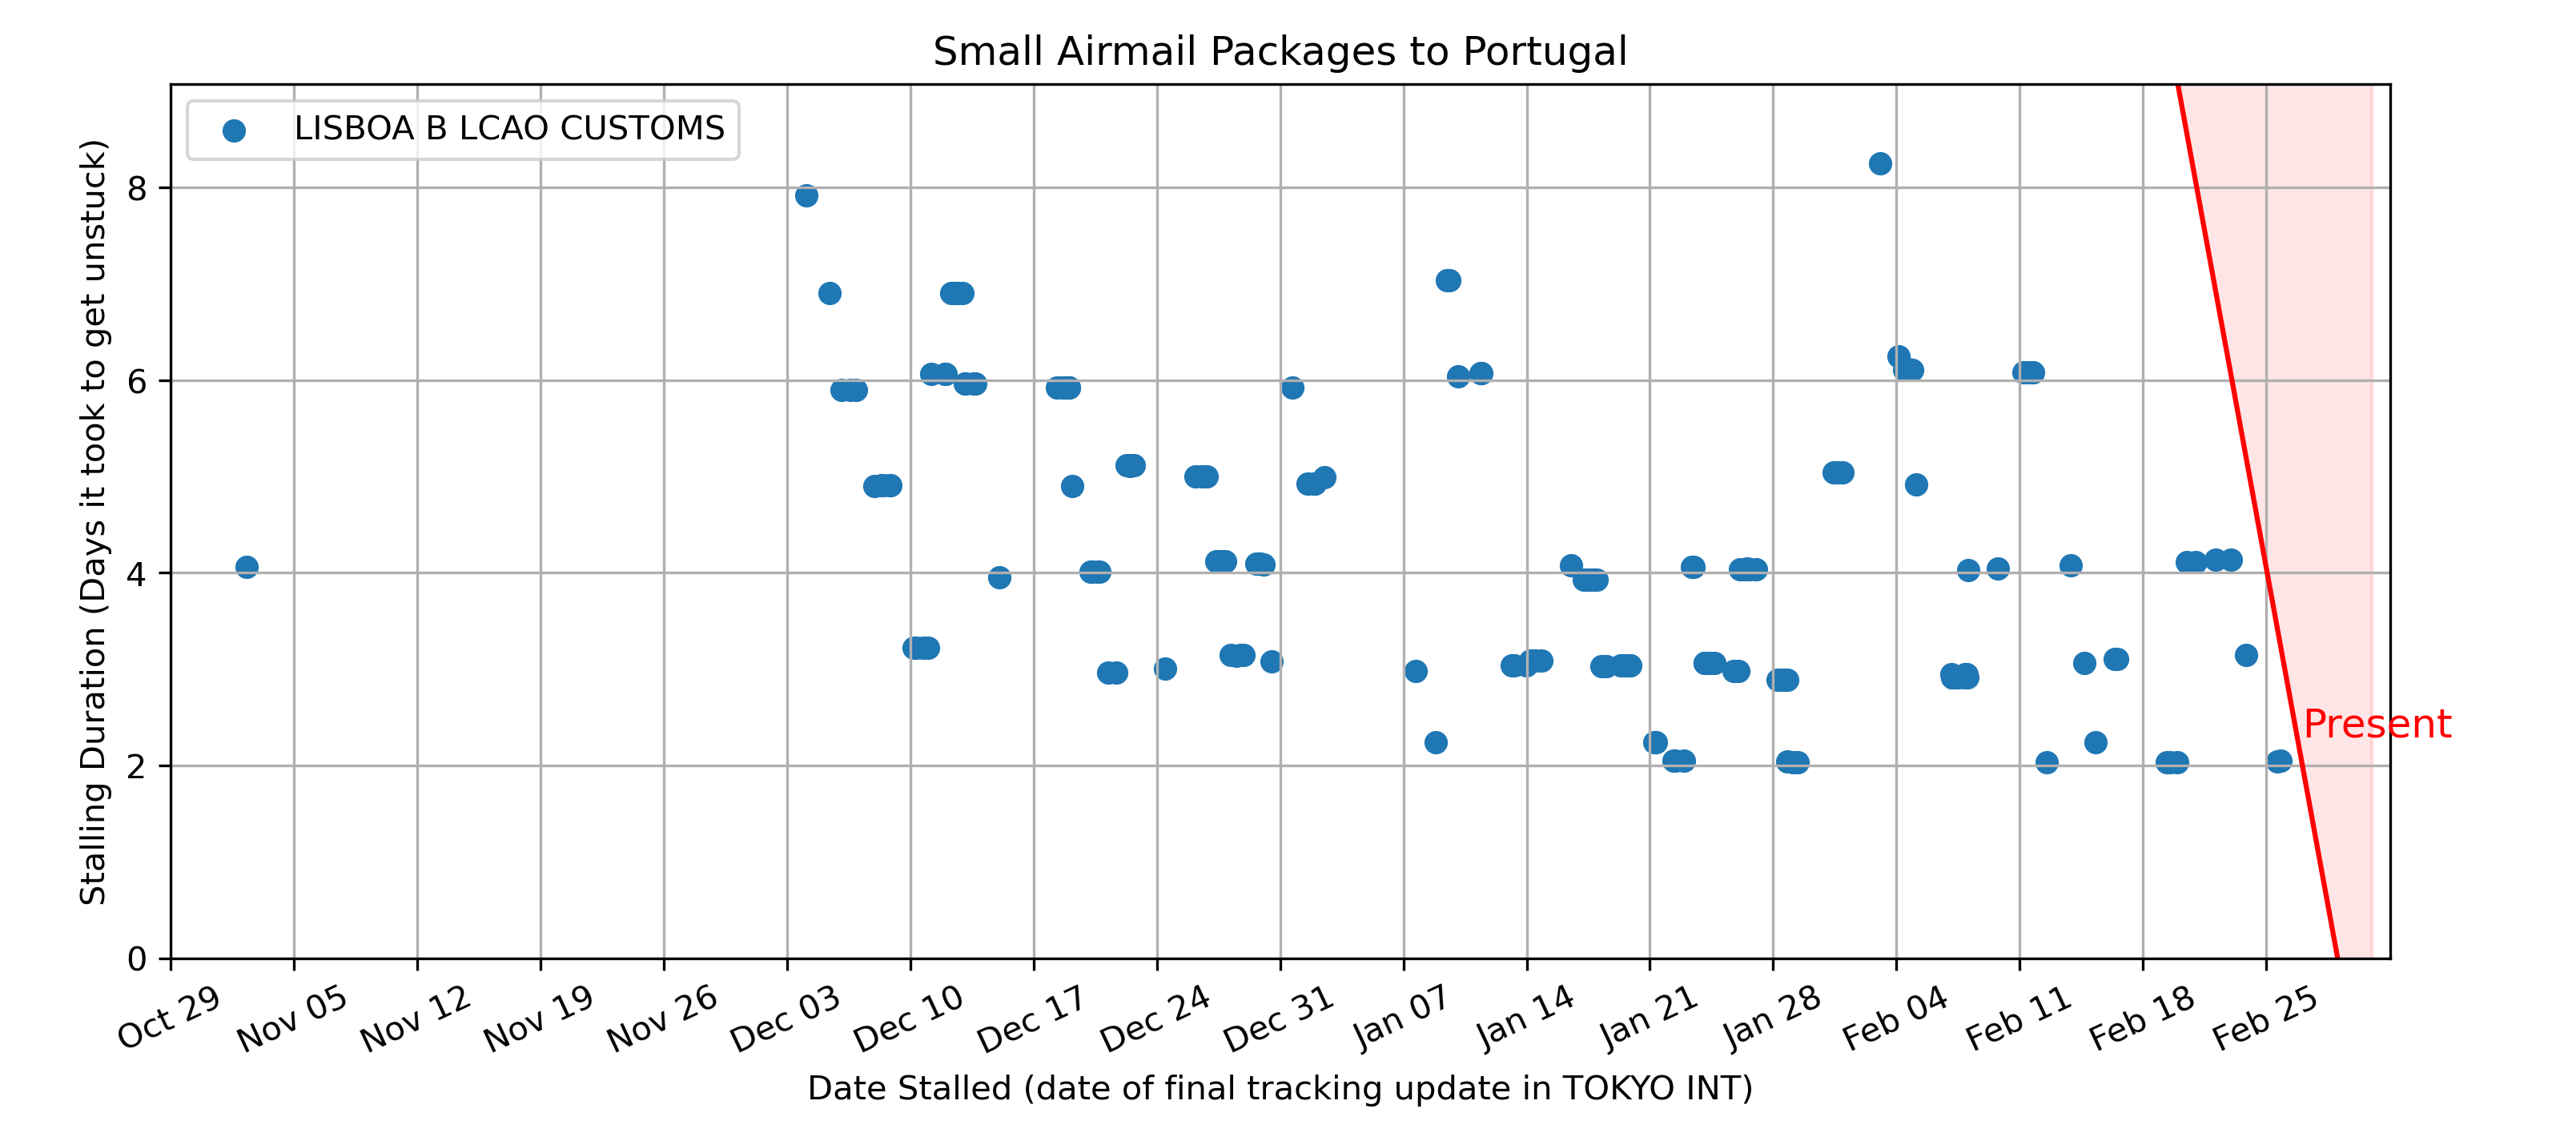 Small Airmail Packages to Portugal
LISBOA B LCAO CUSTOMS
Stalling Duration (Days it took to get unstuck)
8
6
4
2
0
Present
Oct 29
Nov 05
Nov 12
Nov 19
Nov 26
Dec 03
Dec 10
Dec 17
Dec 24
Dec 31
Jan 07
Jan 14
Jan 21
Jan 28
Feb 04
Feb 11
Feb 18
Feb 25
Date Stalled (date of final tracking update in TOKYO INT)